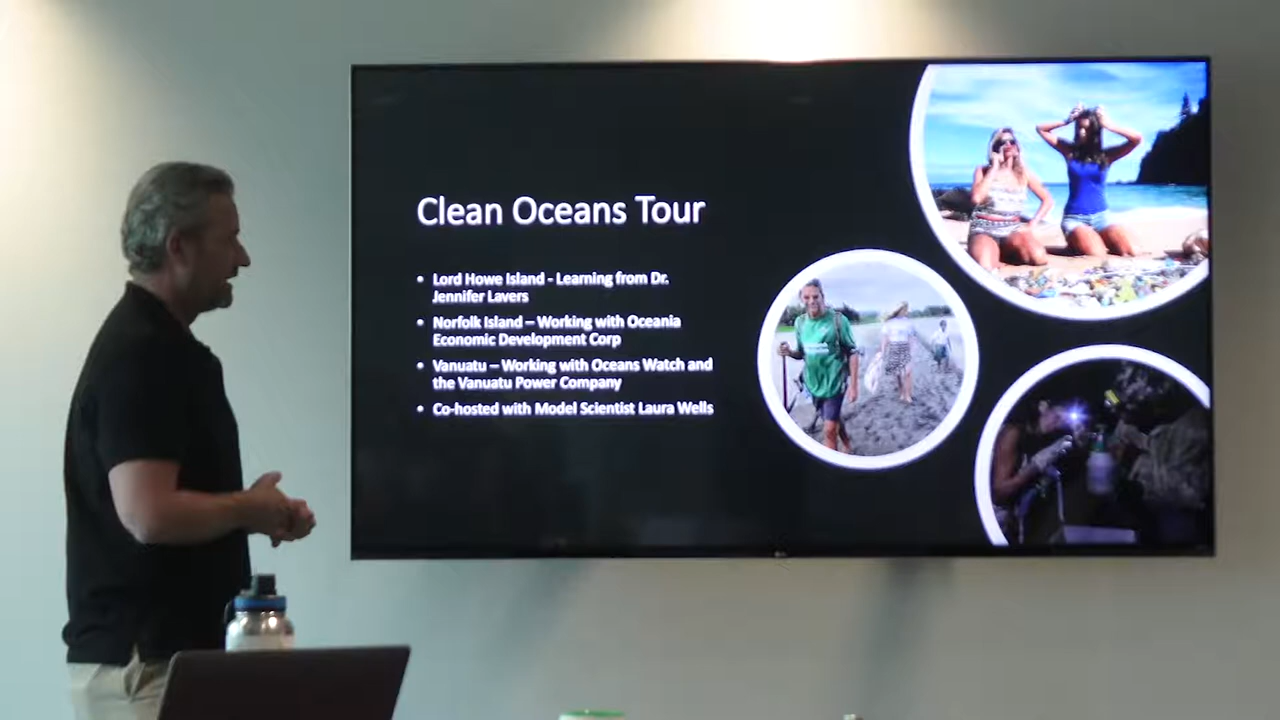 Clean Oceans Tour
• Lord Howe Island - Learning from Dr.
Jennifer Lavers
• Norfolk Island – Working with Oceania
Economic Development Corp
• Vanuatu – Working with Oceans Watch and
the Vanuatu Power Company
• Co-hosted with Model Scientist Laura Wells